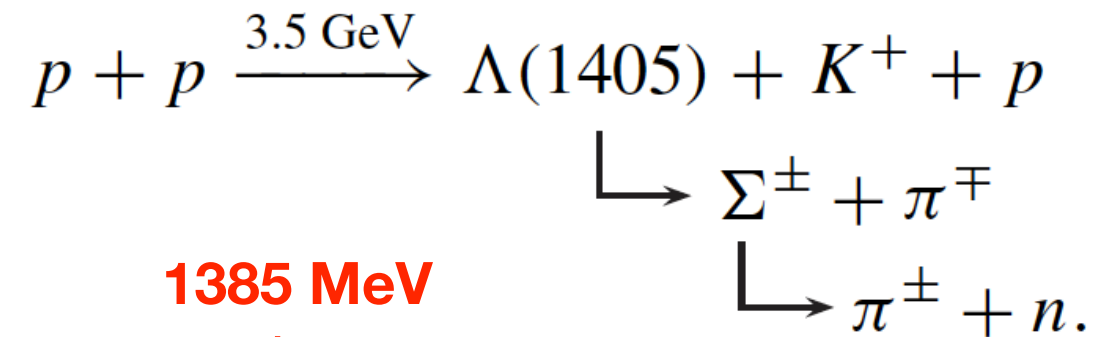 3.5 GeV
p + p ⟶ Λ(1405) + K⁺ + p
Σ± + π∓
1385 MeV
π± + n.